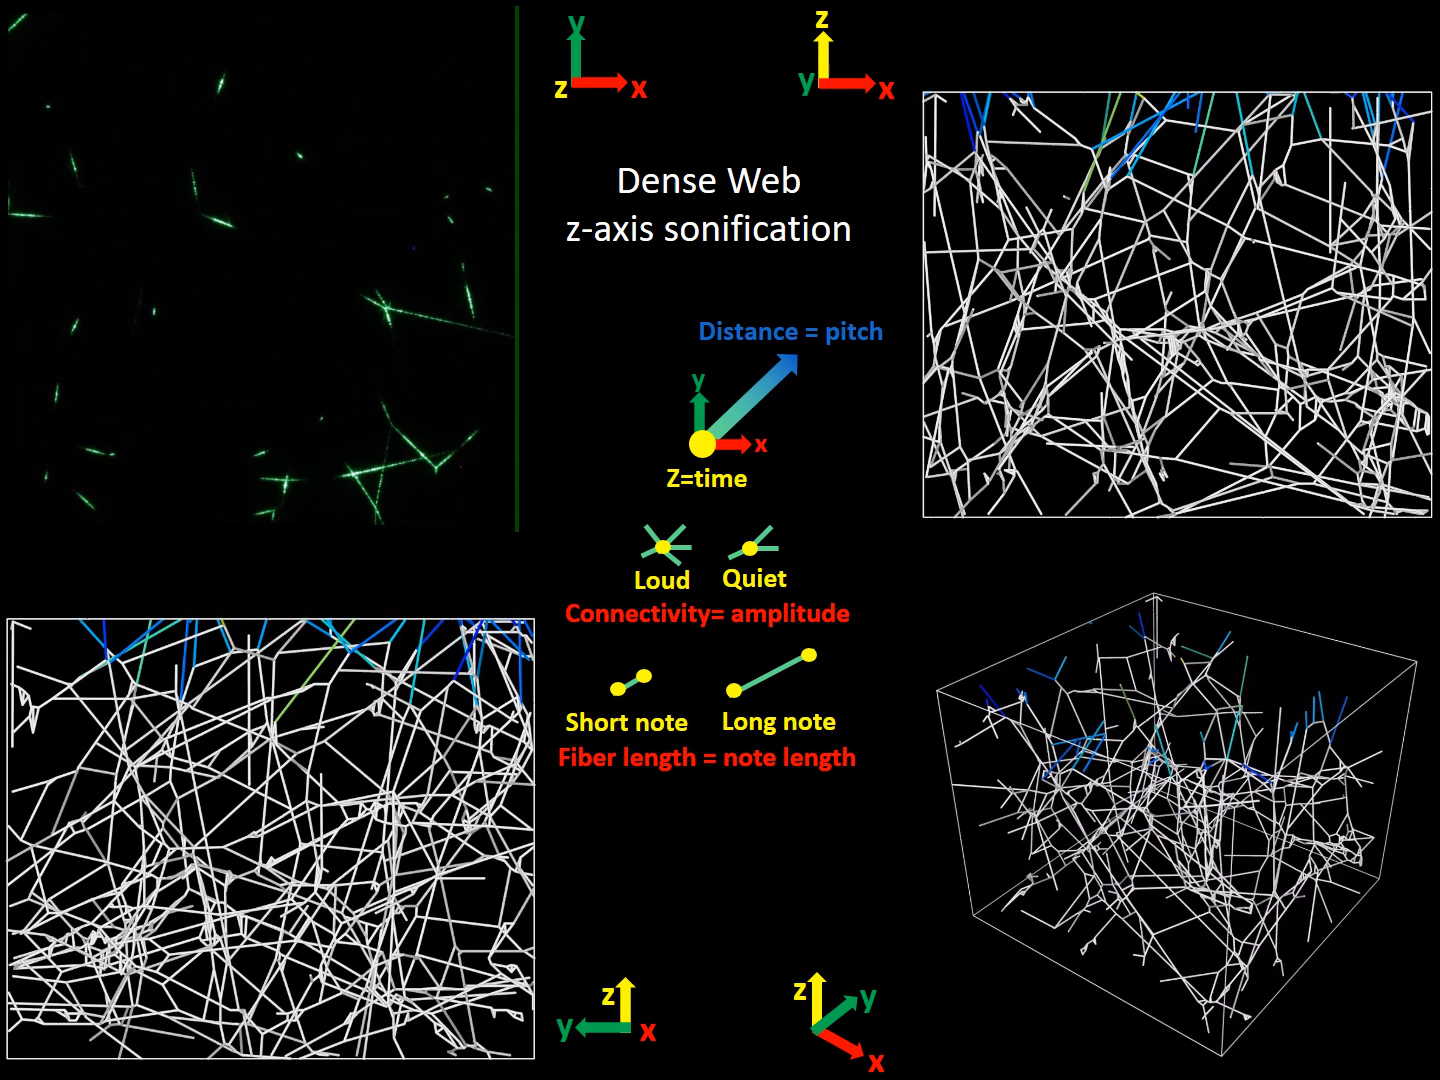 y
z
x
z
y
x
Dense Web
z-axis sonification
Distance = pitch
y
x
Z=time
Loud Quiet
Connectivity= amplitude
Short note Long note
Fiber length = note length
z
y
x
z
y
x